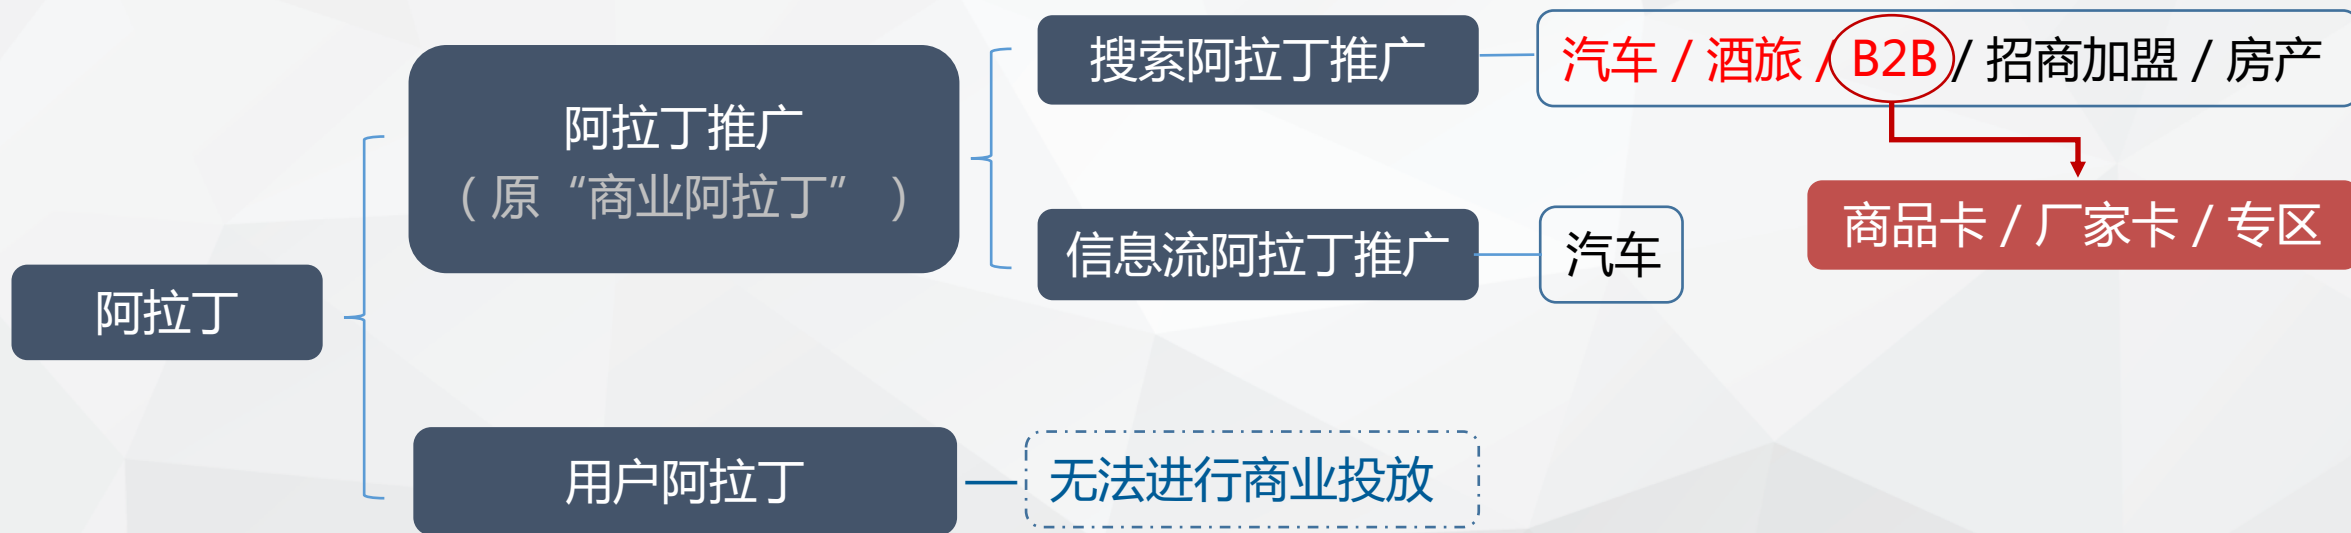 搜索阿拉丁推广
汽车 / 酒旅 / B2B / 招商加盟 / 房产
阿拉丁推广
（原“商业阿拉丁”）
商品卡 / 厂家卡 / 专区
信息流阿拉丁推广
汽车
阿拉丁
用户阿拉丁
无法进行商业投放